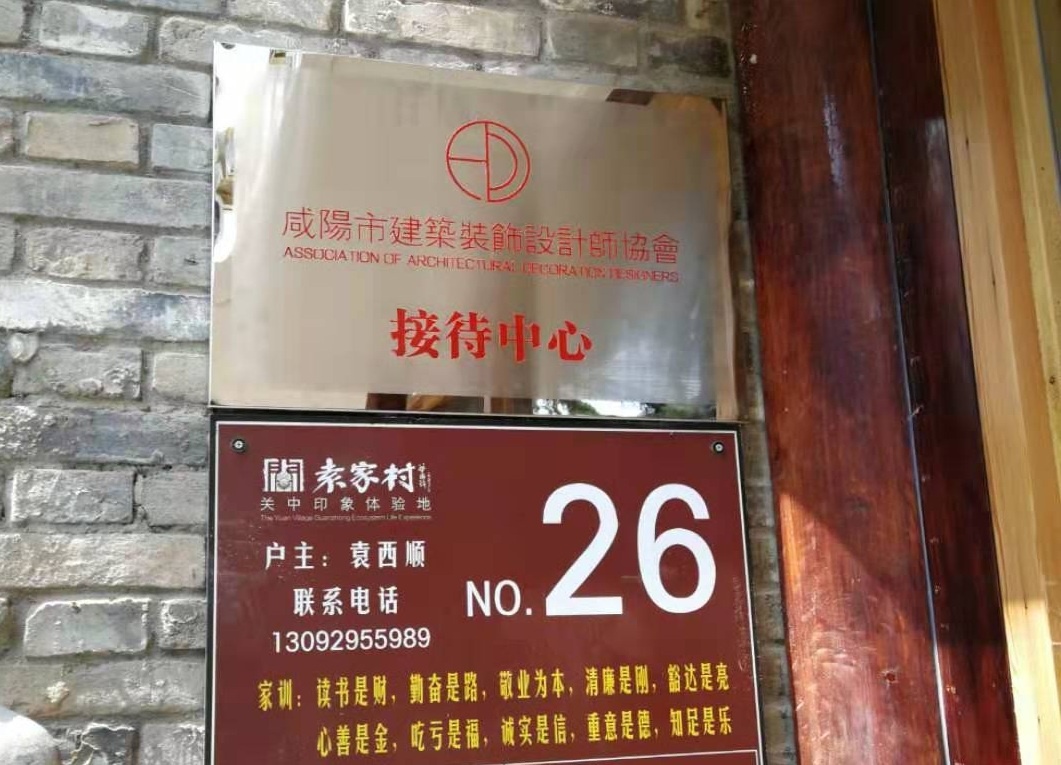 咸陽市建築裝飾設計師協會
ASSOCIATION OF ARCHITECTURAL DECORATION DESIGNERS
接待中心
袁家村
关中印象体验地
户主：袁西顺
联系电话
13092955989
NO.26
家训：读书是财，勤奋是路，敬业为本，清廉是刚，豁达是亮
心善是金，吃亏是福，诚实是信，重意是德，知足是乐